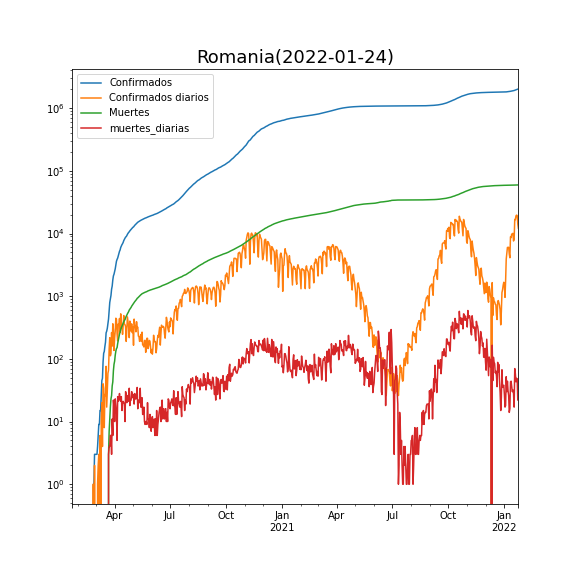 Romania(2022-01-24)
Confirmados
Confirmados diarios
Muertes
muertes_diarias
10⁶
10⁵
10⁴
10³
10²
10¹
10⁰
Apr Jul Oct Jan Apr Jul Oct Jan
2021 2022